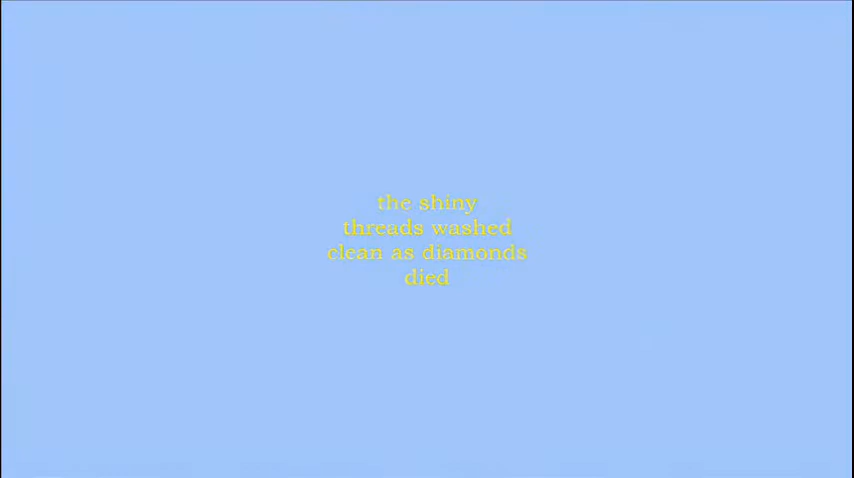 the shiny
threads washed
clean as diamonds
died